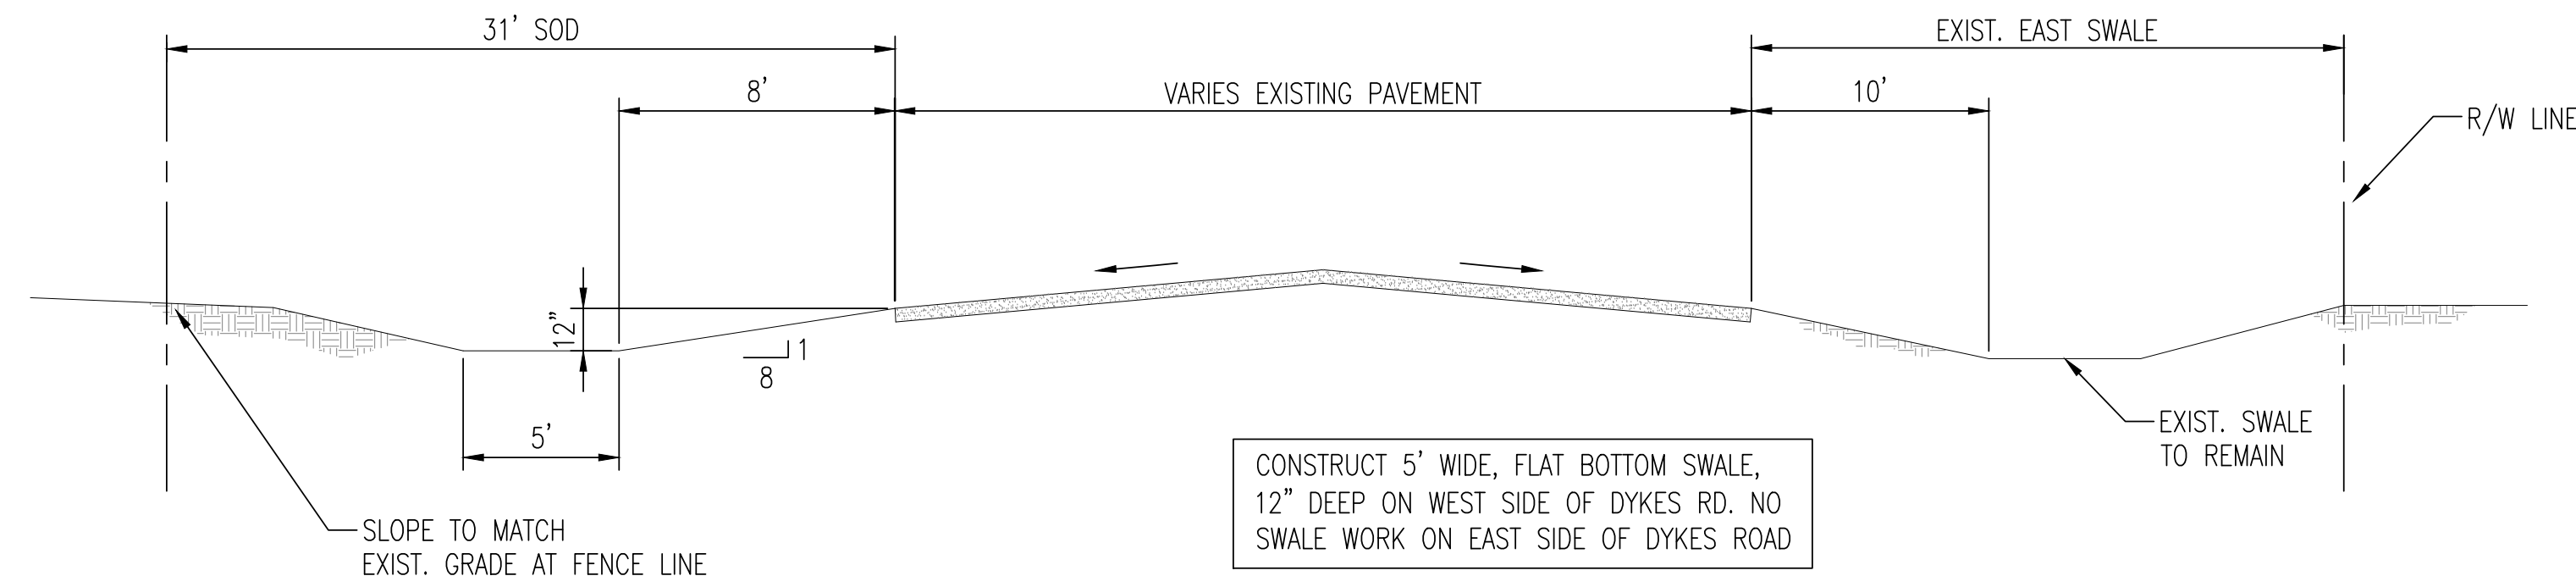 31' SOD
EXIST. EAST SWALE
8'
VARIES EXISTING PAVEMENT
10'
R/W LINE
12"
1
8
5'
EXIST. SWALE
TO REMAIN
CONSTRUCT 5' WIDE, FLAT BOTTOM SWALE,
12" DEEP ON WEST SIDE OF DYKES RD. NO
SWALE WORK ON EAST SIDE OF DYKES ROAD
SLOPE TO MATCH
EXIST. GRADE AT FENCE LINE